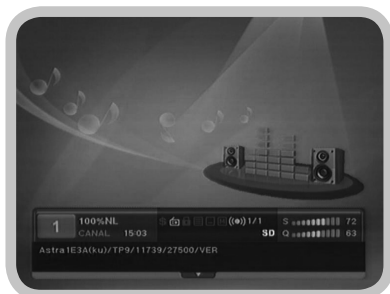 1 100%NL ((●))1/1 S 72
CANAL 15:03 SD Q 63
Astra1E3A(ku)/TP9/11739/27500/VER